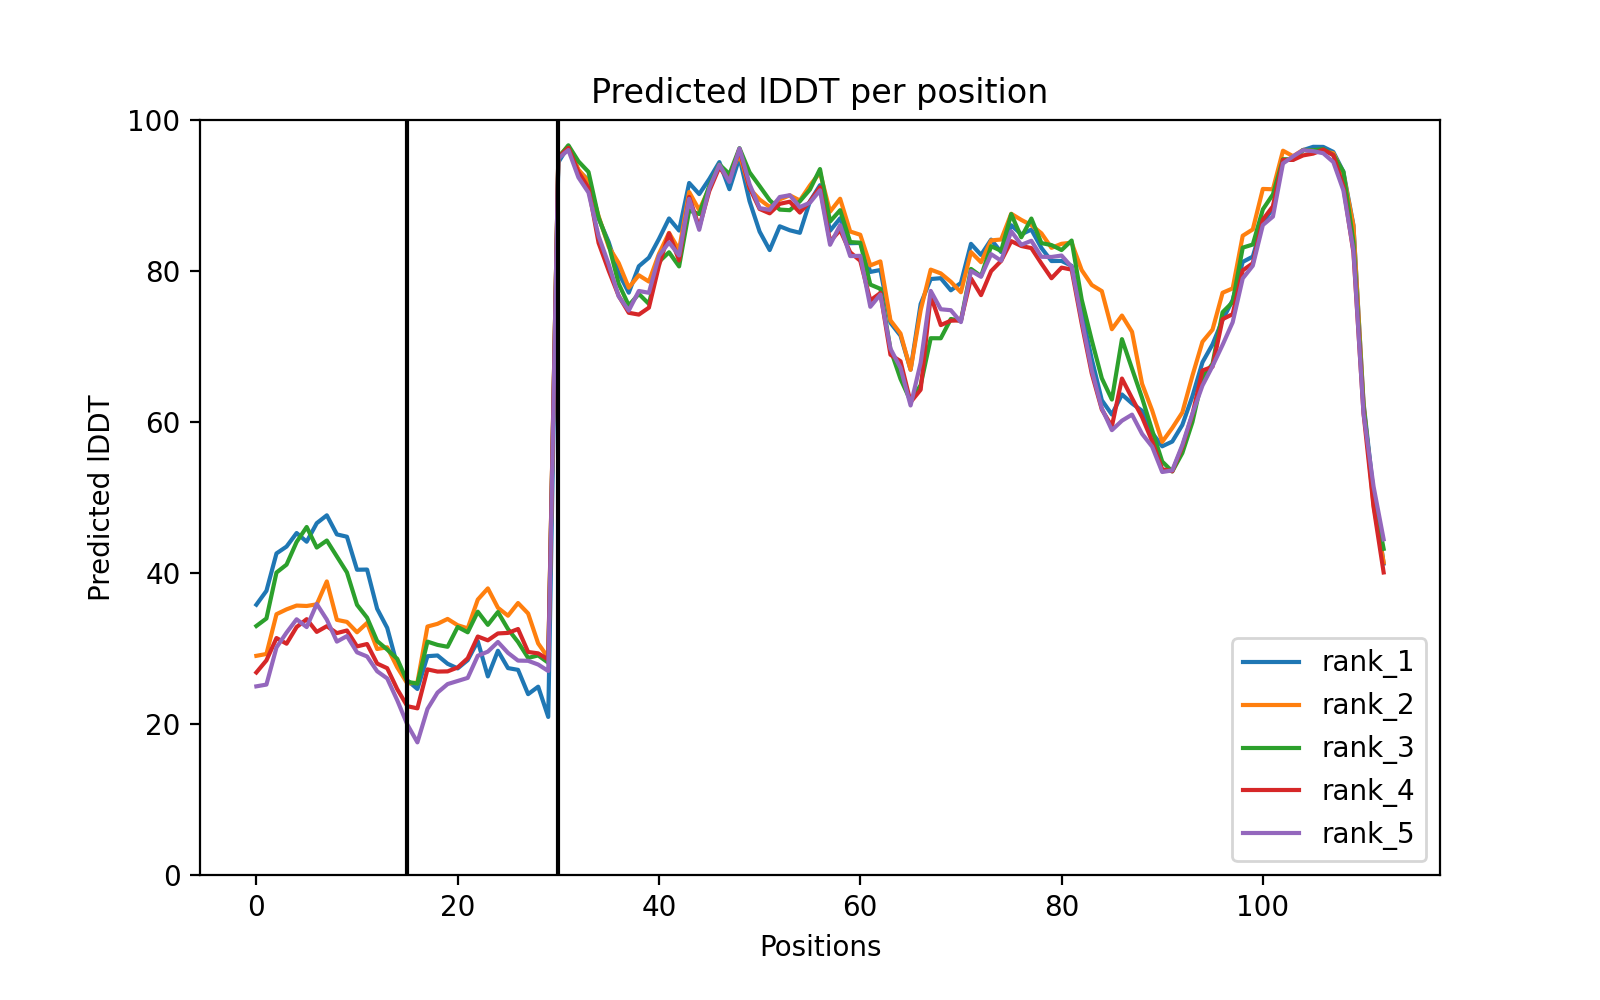 Predicted lDDT per position
100
80
60
40
20
0
Predicted lDDT
0 20 40 60 80 100
Positions
rank_1
rank_2
rank_3
rank_4
rank_5